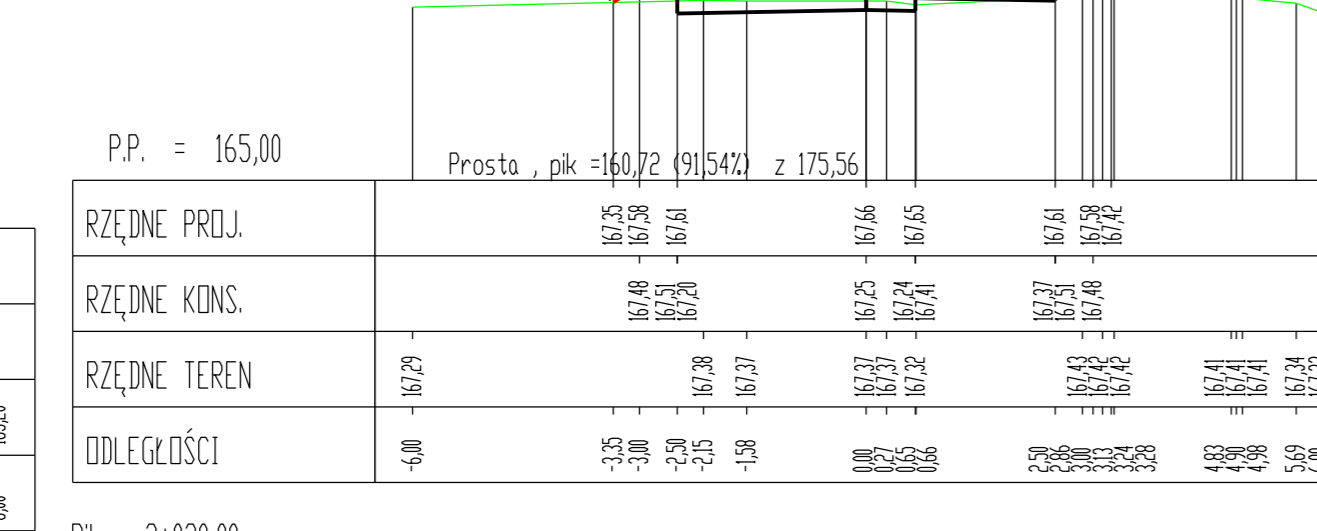 P.P. = 165,00
Prosta , pik =160,72 (91,54%) z 175,56
RZĘDNE PROJ. 167,35 167,58 167,61 167,66 167,65 167,61 167,58 167,42
RZĘDNE KONS. 167,48 167,51 167,20 167,25 167,24 167,41 167,37 167,51 167,48
RZĘDNE TEREN 167,29 167,38 167,37 167,37 167,37 167,32 167,43 167,42 167,42 167,41 167,41 167,41 167,34
ODLEGŁOŚCI -6,00 -3,35 -3,00 -2,50 -2,15 -1,58 0,00 0,27 0,65 0,66 2,50 2,86 3,00 3,13 3,24 3,28 4,83 4,90 4,98 5,69